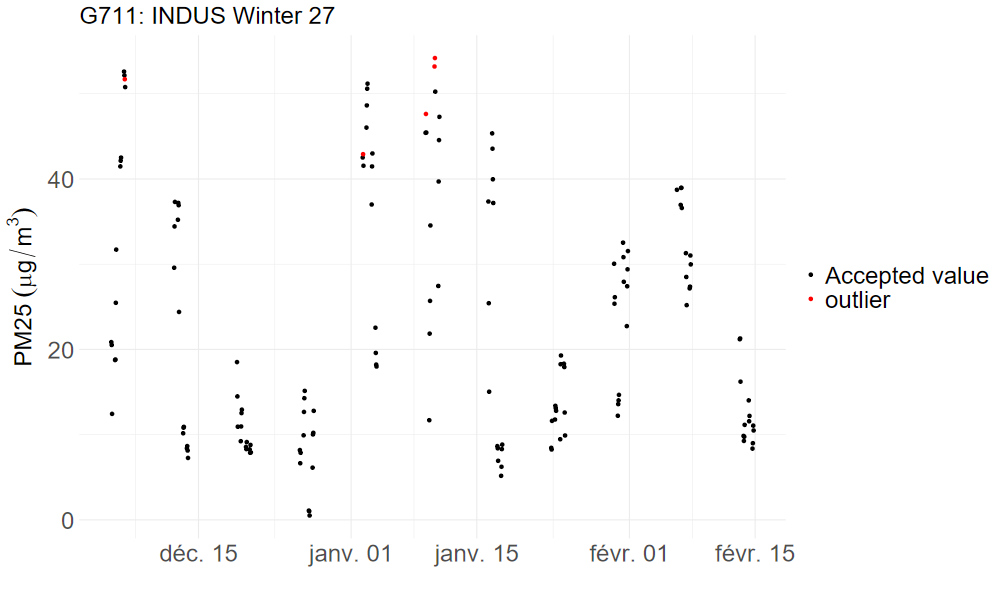 G711: INDUS Winter 27
PM25 (μg/m³)
40
20
0
déc. 15 janv. 01 janv. 15 févr. 01 févr. 15
Accepted value
outlier